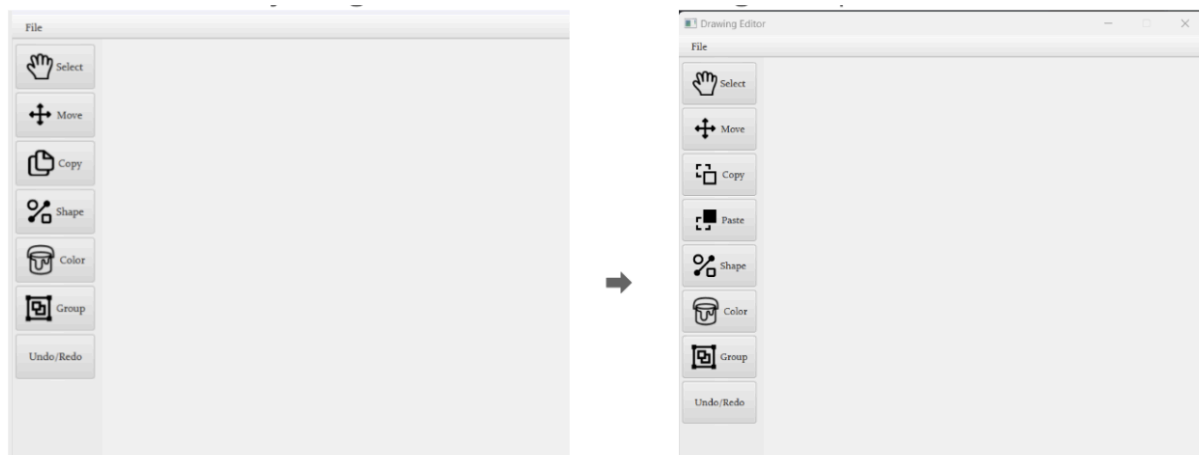 File
Select
Move
Copy
Shape
Color
Group
Undo/Redo
Drawing Editor
File
Select
Move
Copy
Paste
Shape
Color
Group
Undo/Redo